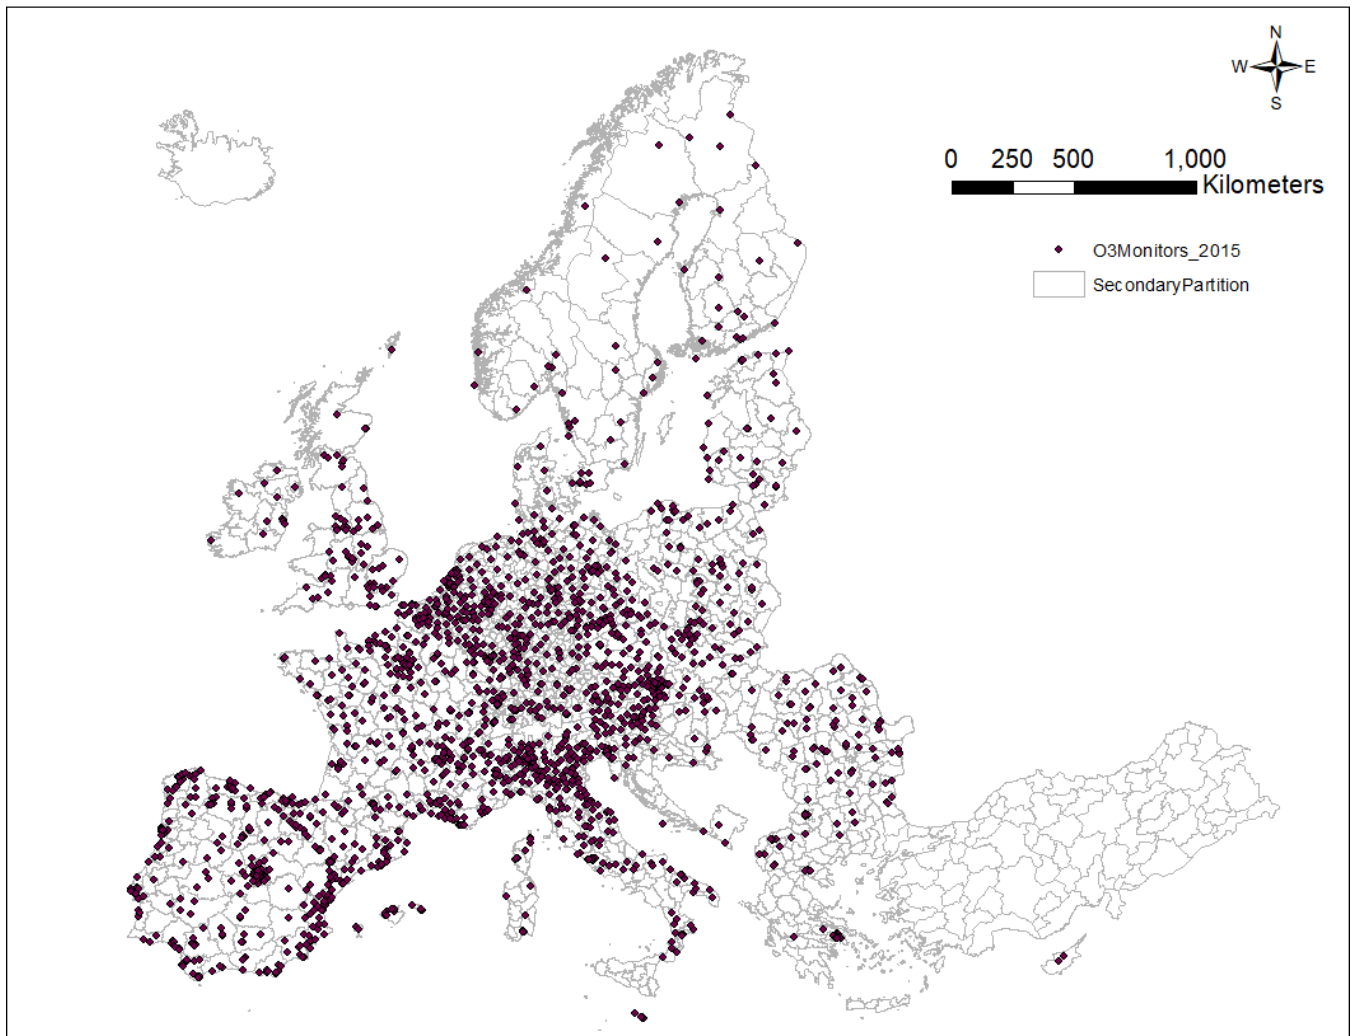 N
W E
S
0 250 500 1,000
Kilometers
O3Monitors_2015
SecondaryPartition